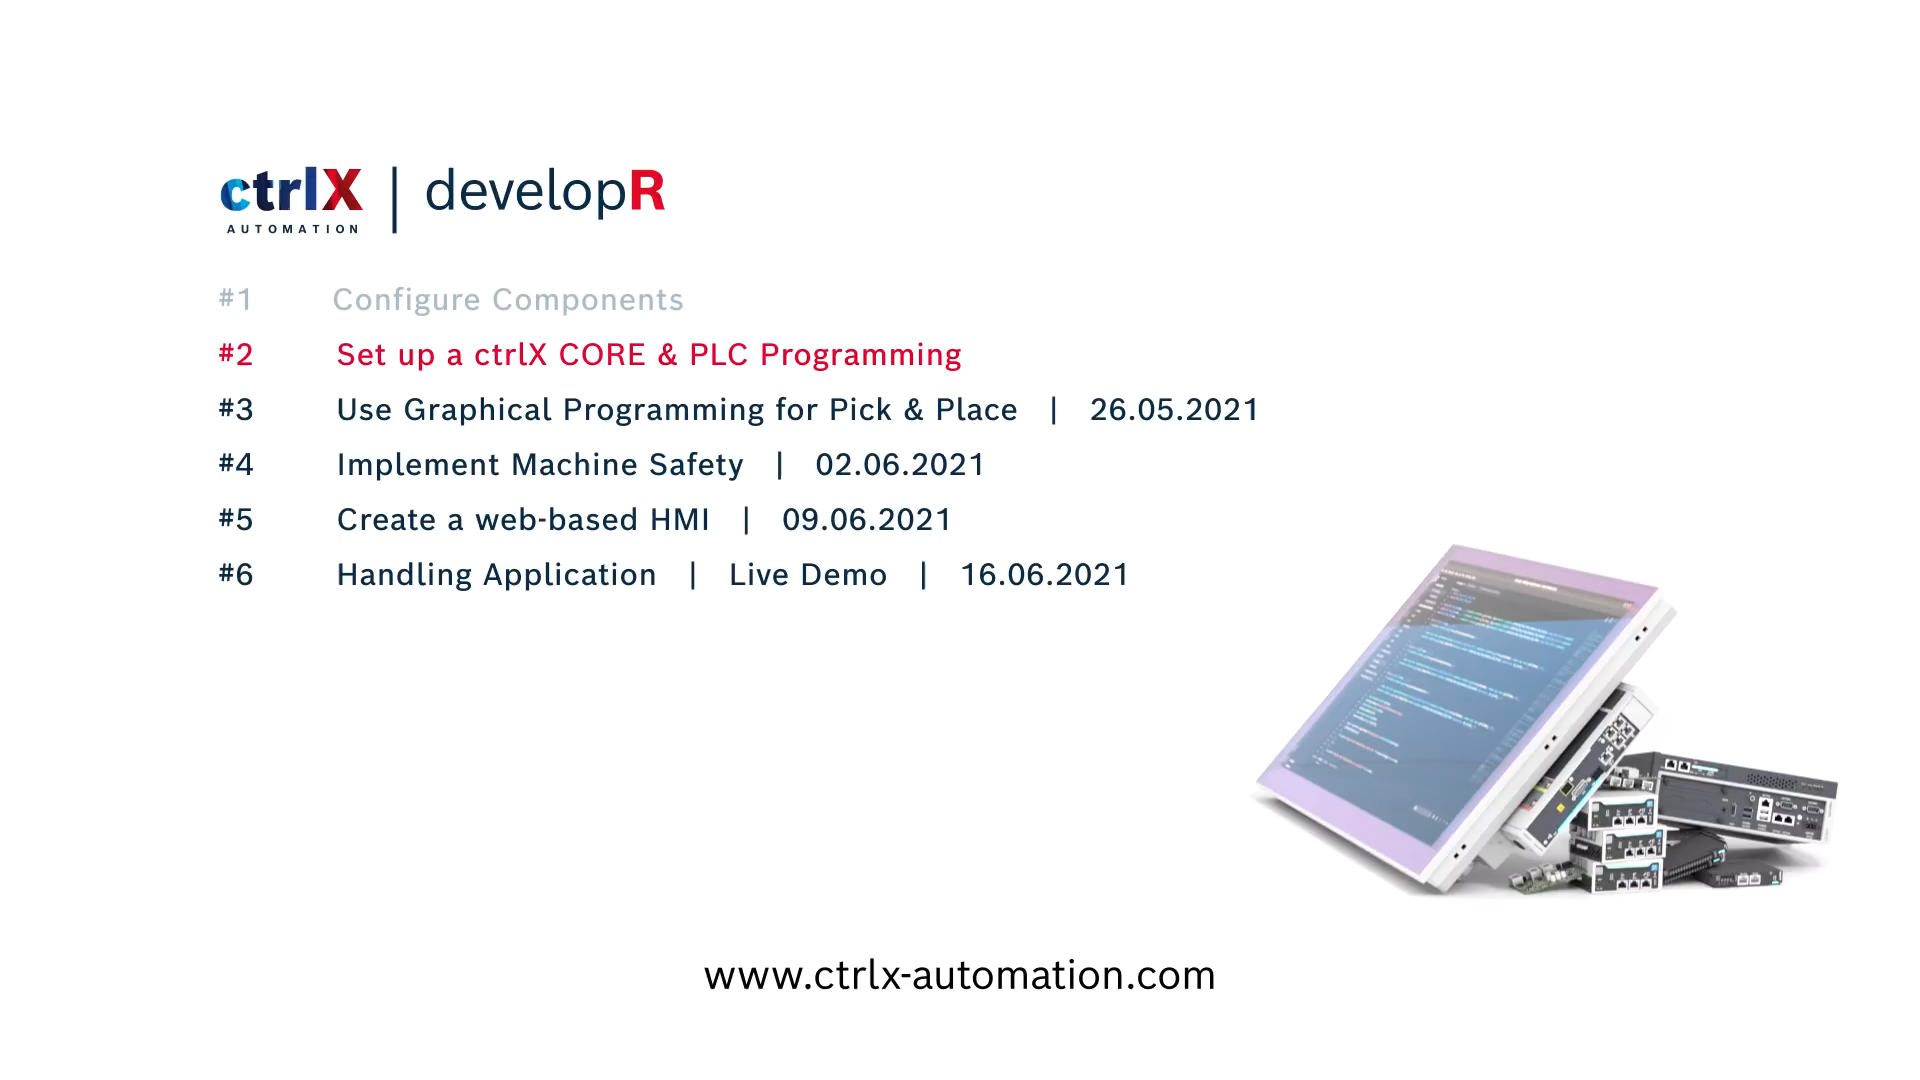 ctrlX | developR
AUTOMATION
#1 Configure Components
#2 Set up a ctrlX CORE & PLC Programming
#3 Use Graphical Programming for Pick & Place | 26.05.2021
#4 Implement Machine Safety | 02.06.2021
#5 Create a web-based HMI | 09.06.2021
#6 Handling Application | Live Demo | 16.06.2021
www.ctrlx-automation.com